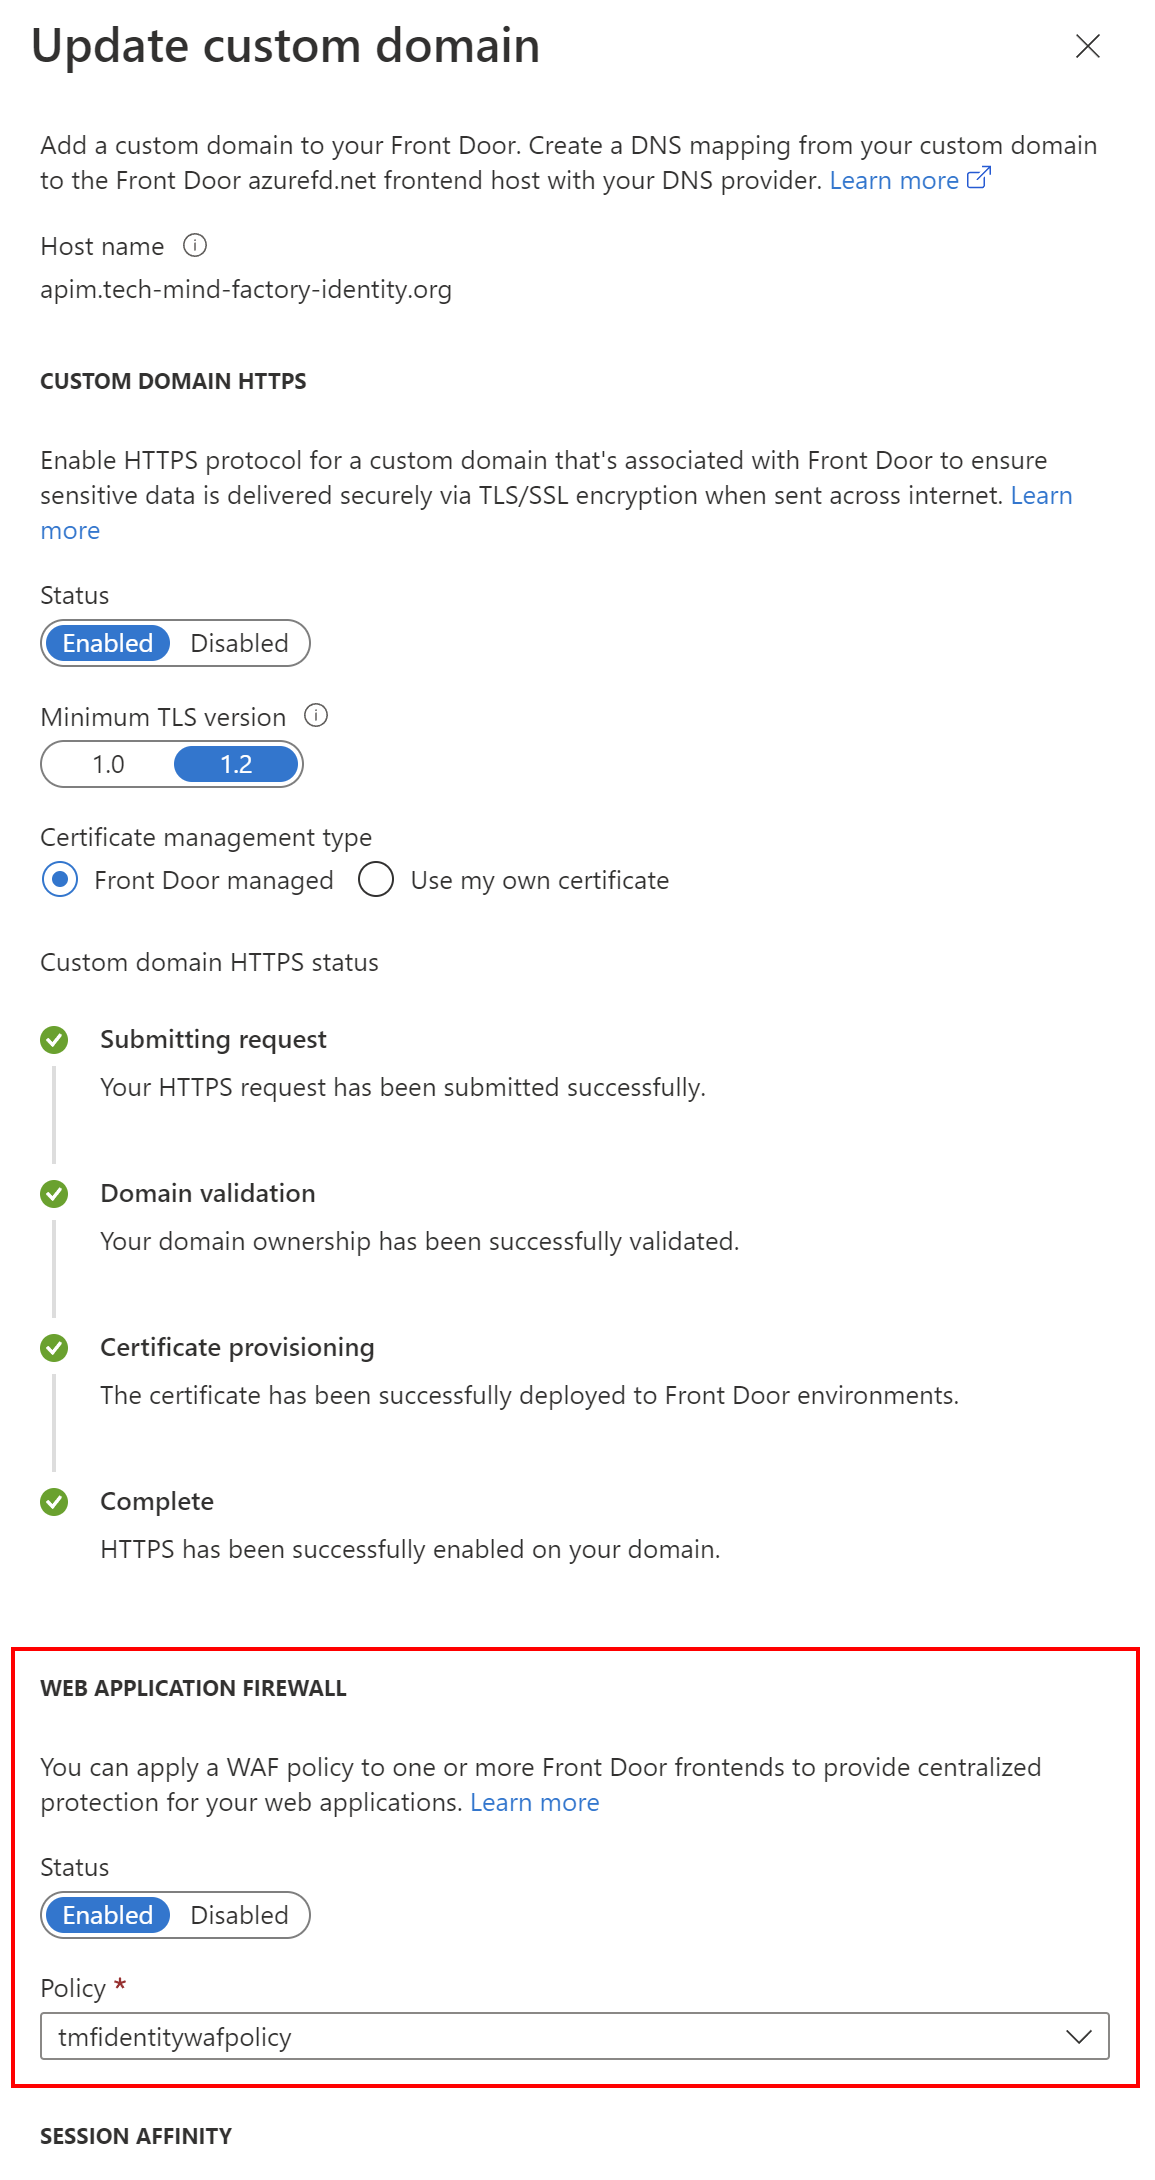 Update custom domain
Add a custom domain to your Front Door. Create a DNS mapping from your custom domain
to the Front Door azurefd.net frontend host with your DNS provider. Learn more
Host name
apim.tech-mind-factory-identity.org
CUSTOM DOMAIN HTTPS
Enable HTTPS protocol for a custom domain that's associated with Front Door to ensure
sensitive data is delivered securely via TLS/SSL encryption when sent across internet. Learn
more
Status
Enabled Disabled
Minimum TLS version
1.0 1.2
Certificate management type
Front Door managed Use my own certificate
Custom domain HTTPS status
Submitting request
Your HTTPS request has been submitted successfully.
Domain validation
Your domain ownership has been successfully validated.
Certificate provisioning
The certificate has been successfully deployed to Front Door environments.
Complete
HTTPS has been successfully enabled on your domain.
WEB APPLICATION FIREWALL
You can apply a WAF policy to one or more Front Door frontends to provide centralized
protection for your web applications. Learn more
Status
Enabled Disabled
Policy *
tmfidentitywafpolicy
SESSION AFFINITY